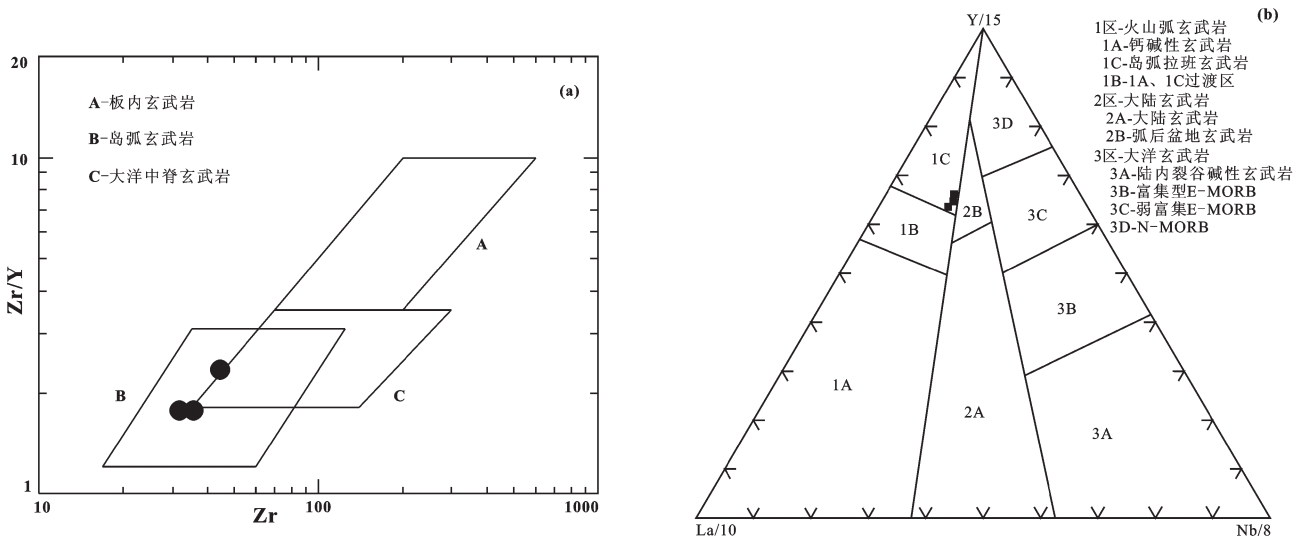 20
10
1
10
100
1000
Zr/Y
Zr
(a)
A-板内玄武岩
B-岛弧玄武岩
C-大洋中脊玄武岩
A
B
C
(b)
Y/15
La/10
Nb/8
1区-火山弧玄武岩
1A-钙碱性玄武岩
1C-岛弧拉班玄武岩
1B-1A、1C过渡区
2区-大陆玄武岩
2A-大陆玄武岩
2B-弧后盆地玄武岩
3区-大洋玄武岩
3A-陆内裂谷碱性玄武岩
3B-富集型E-MORB
3C-弱富集E-MORB
3D-N-MORB
3D
1C
2B
3C
1B
3B
1A
2A
3A